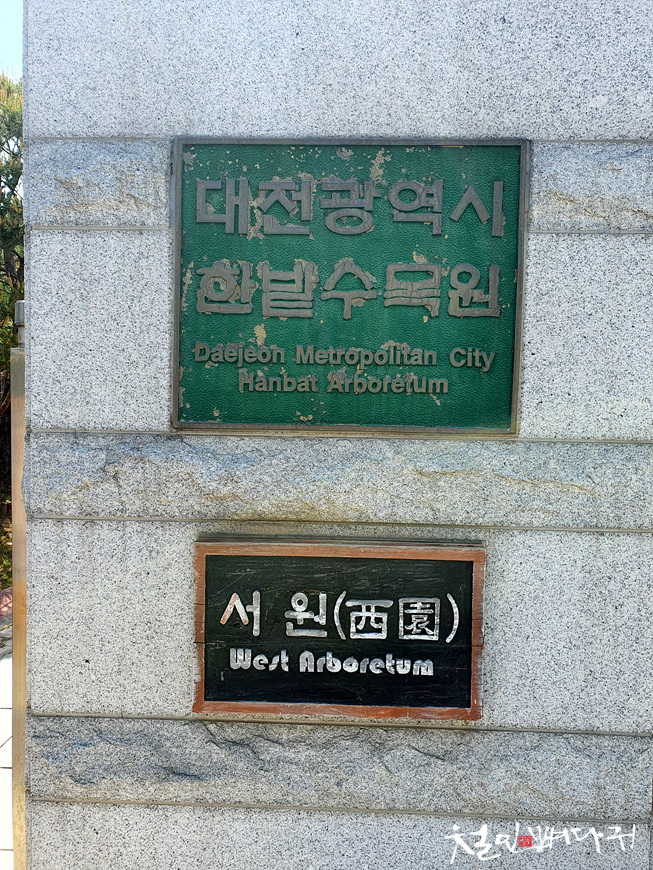 대전광역시
한밭수목원
Daejeon Metropolitan City
Hanbat Arboretum
서원(西園)
West Arboretum